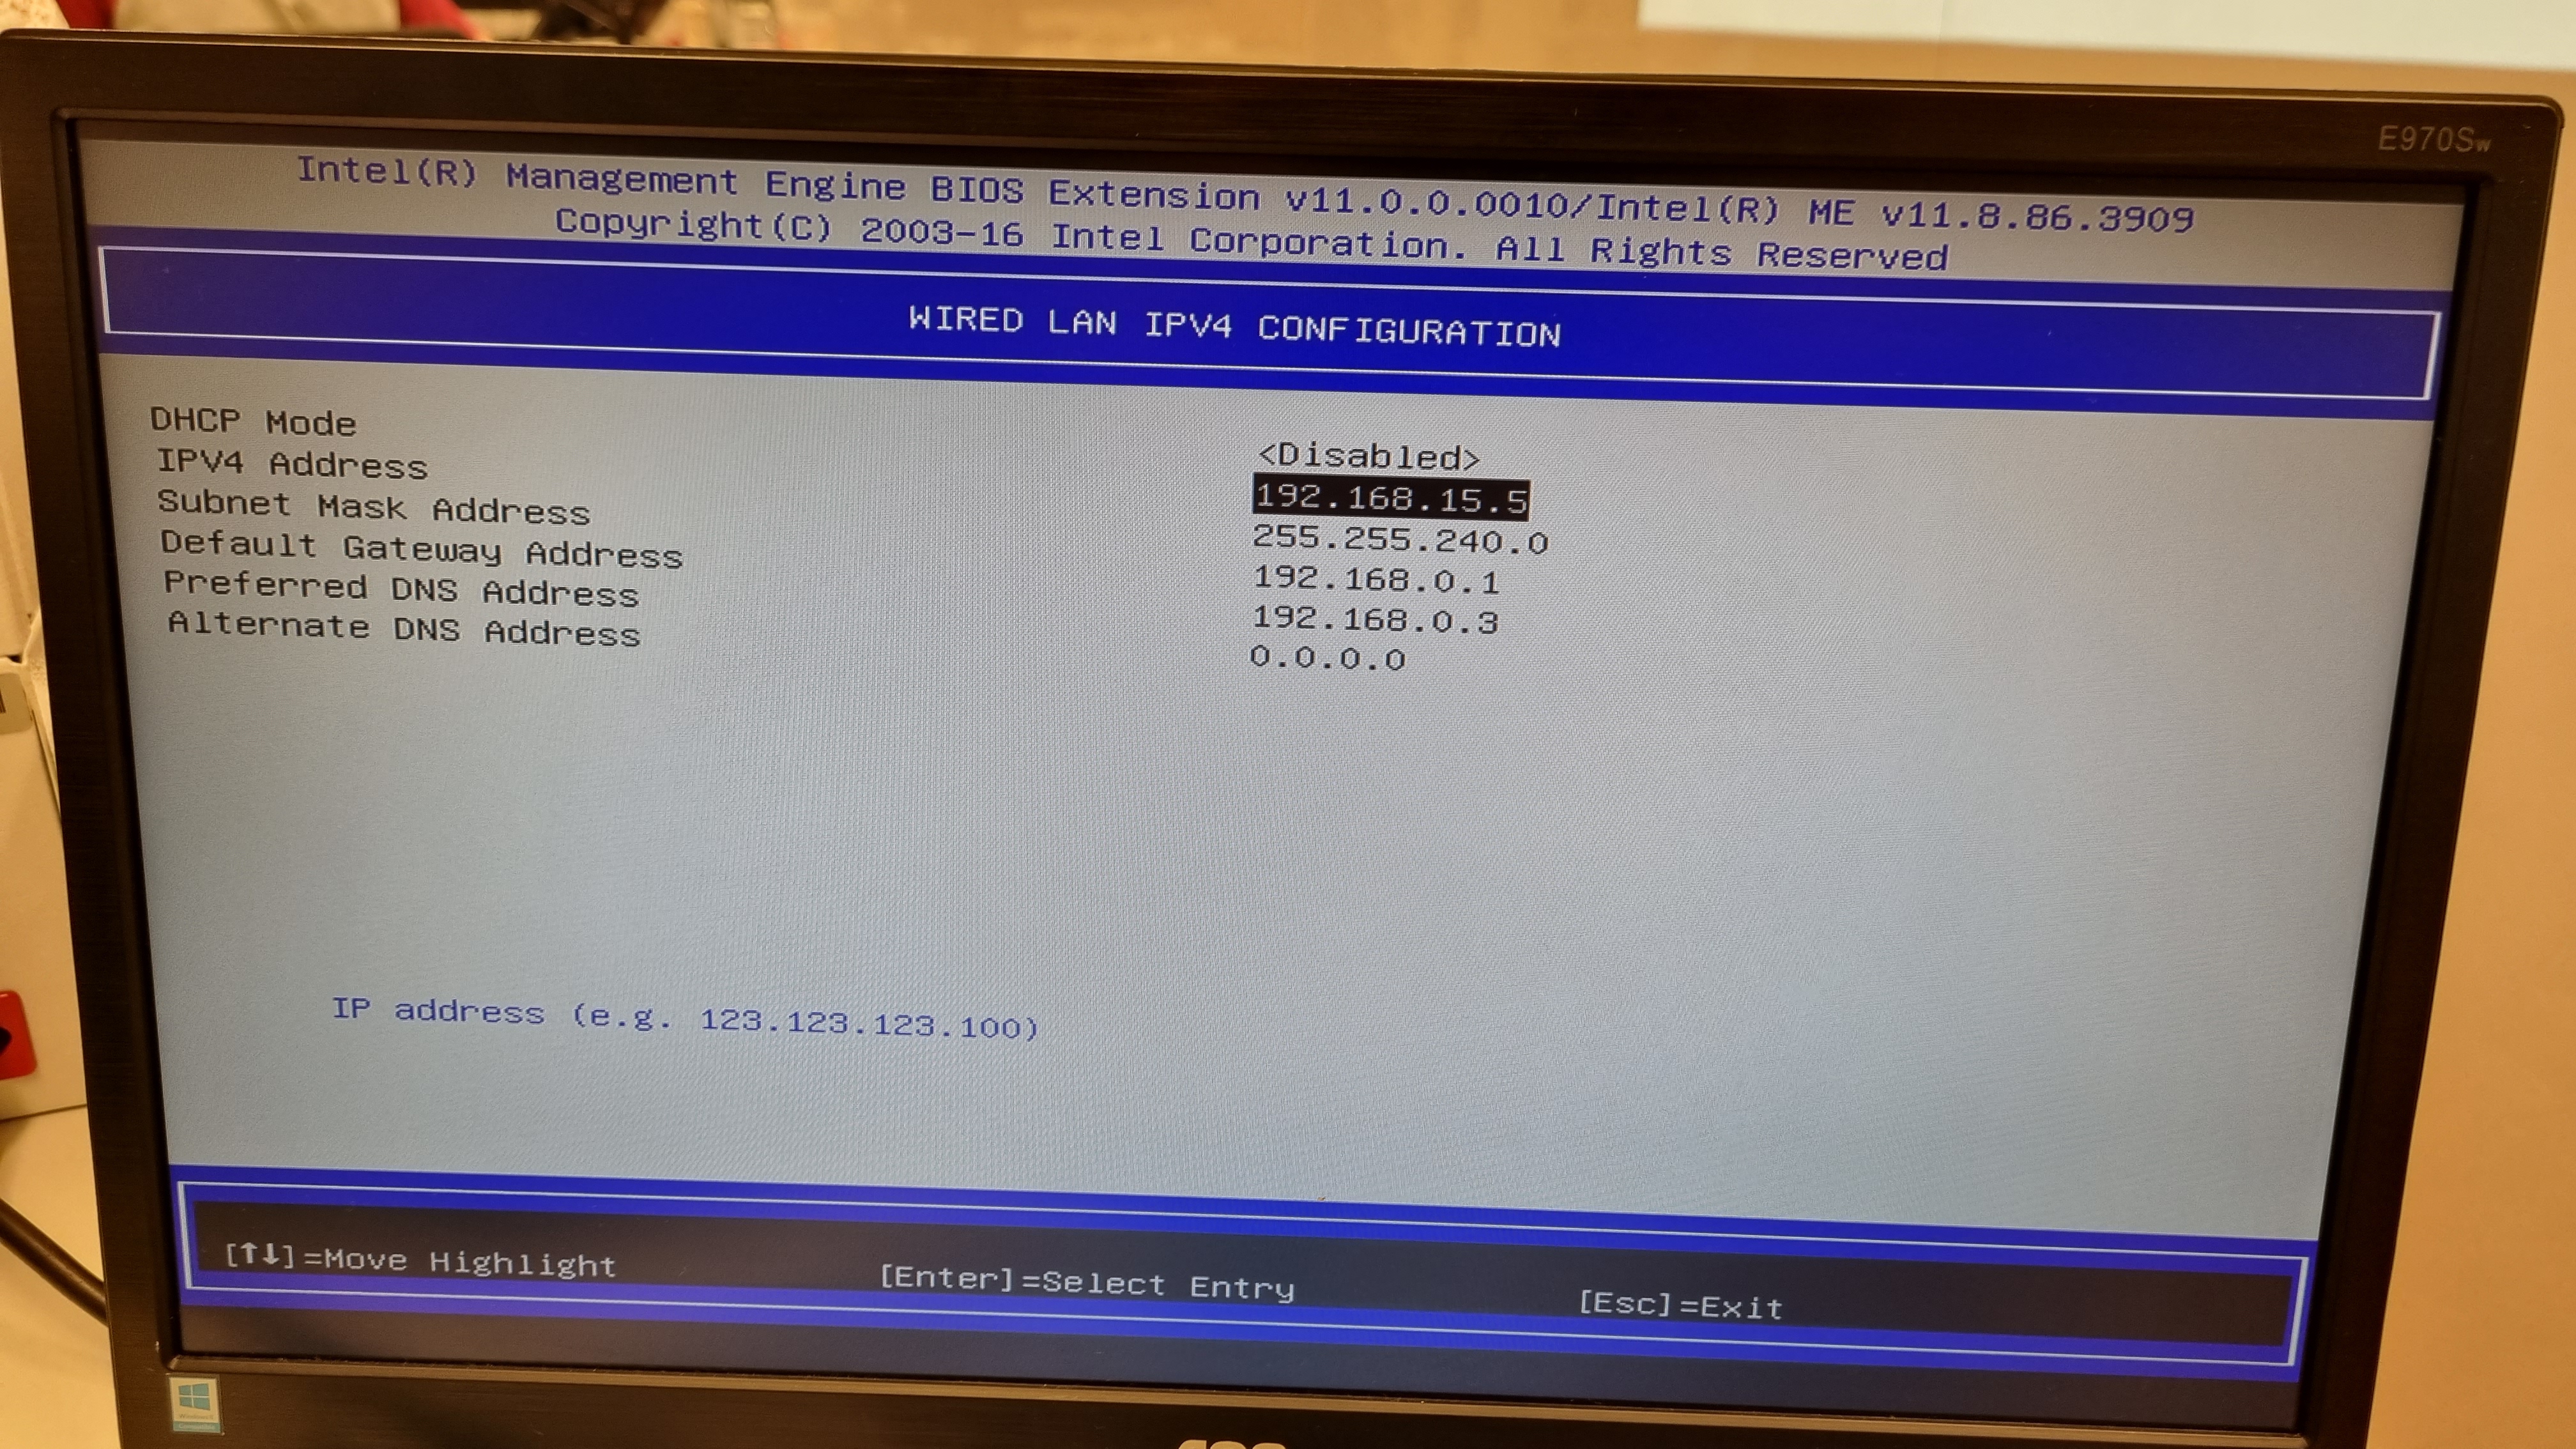 E970Sw
Intel(R) Management Engine BIOS Extension v11.0.0.0010/Intel(R) ME v11.8.86.3909
Copyright(C) 2003-16 Intel Corporation. All Rights Reserved
WIRED LAN IPV4 CONFIGURATION
DHCP Mode <Disabled>
IPV4 Address 192.168.15.5
Subnet Mask Address 255.255.240.0
Default Gateway Address 192.168.0.1
Preferred DNS Address 192.168.0.3
Alternate DNS Address 0.0.0.0
IP address (e.g. 123.123.123.100)
[↑↓]=Move Highlight [Enter]=Select Entry [Esc]=Exit